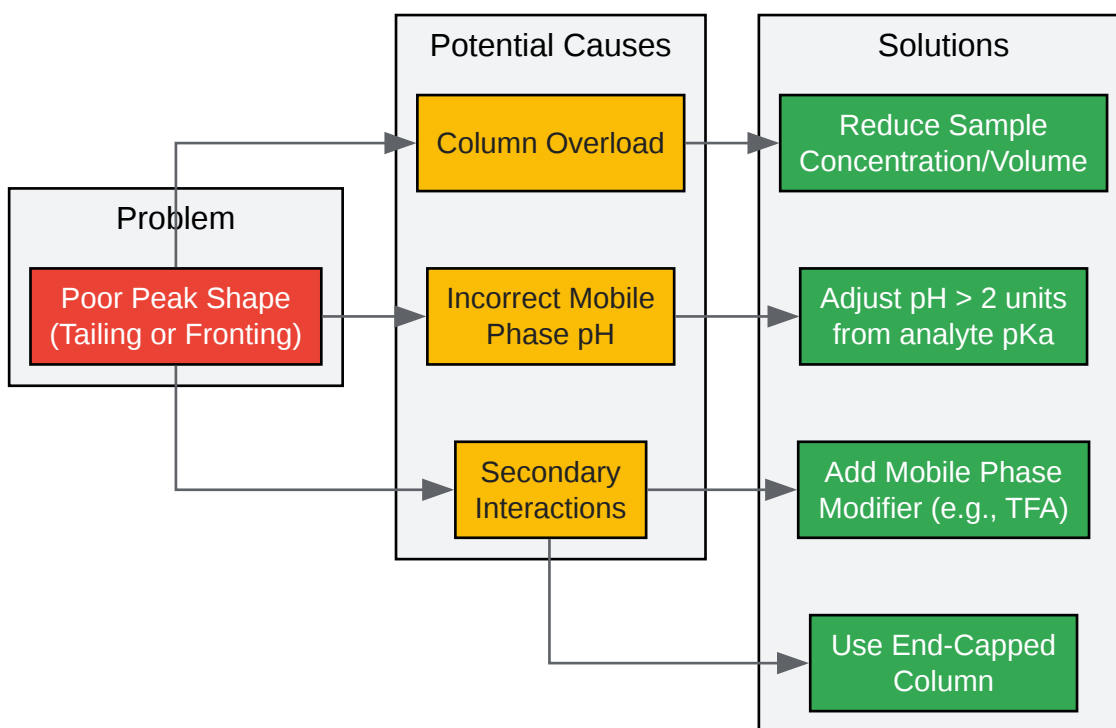 Problem
Poor Peak Shape
(Tailing or Fronting)
Potential Causes
Column Overload
Incorrect Mobile
Phase pH
Secondary
Interactions
Solutions
Reduce Sample
Concentration/Volume
Adjust pH > 2 units
from analyte pKa
Add Mobile Phase
Modifier (e.g., TFA)
Use End-Capped
Column